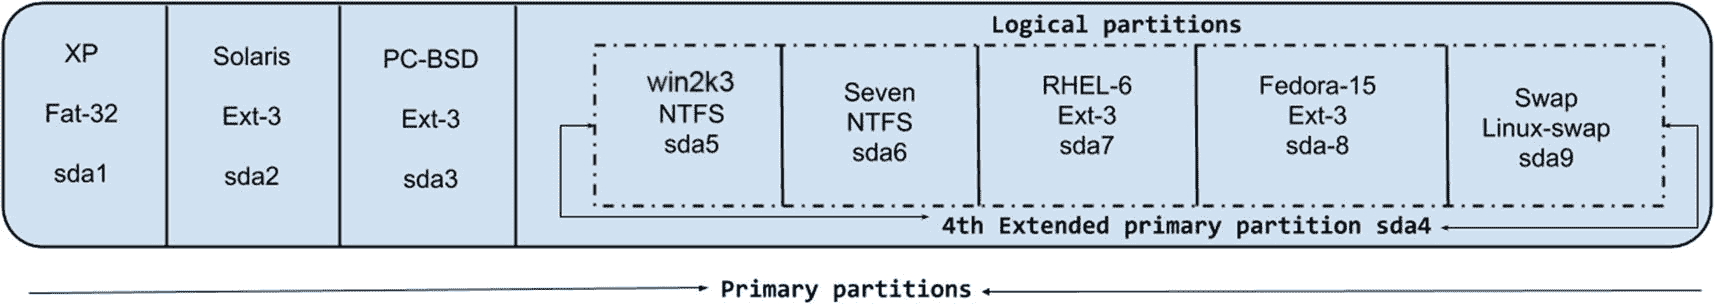 Logical partitions
XP
Fat-32
sda1
Solaris
Ext-3
sda2
PC-BSD
Ext-3
sda3
win2k3
NTFS
sda5
Seven
NTFS
sda6
RHEL-6
Ext-3
sda7
Fedora-15
Ext-3
sda-8
Swap
Linux-swap
sda9
4th Extended primary partition sda4
Primary partitions